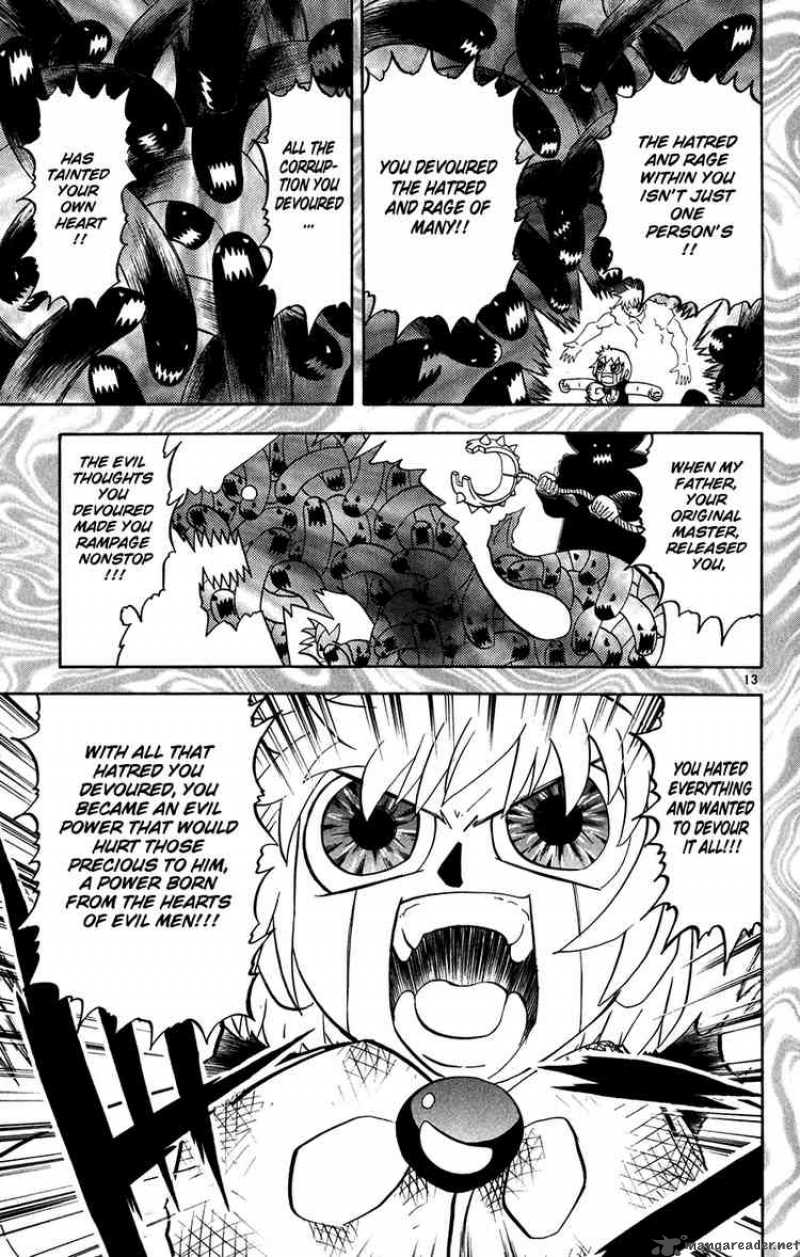 THE HATRED
AND RAGE
WITHIN YOU
ISN'T JUST
ONE
PERSON'S
!!
YOU DEVOURED
THE HATRED
AND RAGE OF
MANY!!
ALL THE
CORRUP-
TION YOU
DEVOURED
...
HAS
TAINTED
YOUR
OWN
HEART
!!
WHEN MY
FATHER,
YOUR
ORIGINAL
MASTER,
RELEASED
YOU,
THE EVIL
THOUGHTS
YOU
DEVOURED
MADE YOU
RAMPAGE
NONSTOP
!!!
13
YOU HATED
EVERYTHING
AND WANTED
TO DEVOUR
IT ALL!!!
WITH ALL THAT
HATRED YOU
DEVOURED, YOU
BECAME AN EVIL
POWER THAT WOULD
HURT THOSE
PRECIOUS TO HIM,
A POWER BORN
FROM THE HEARTS
OF EVIL MEN!!!
mangareader.net